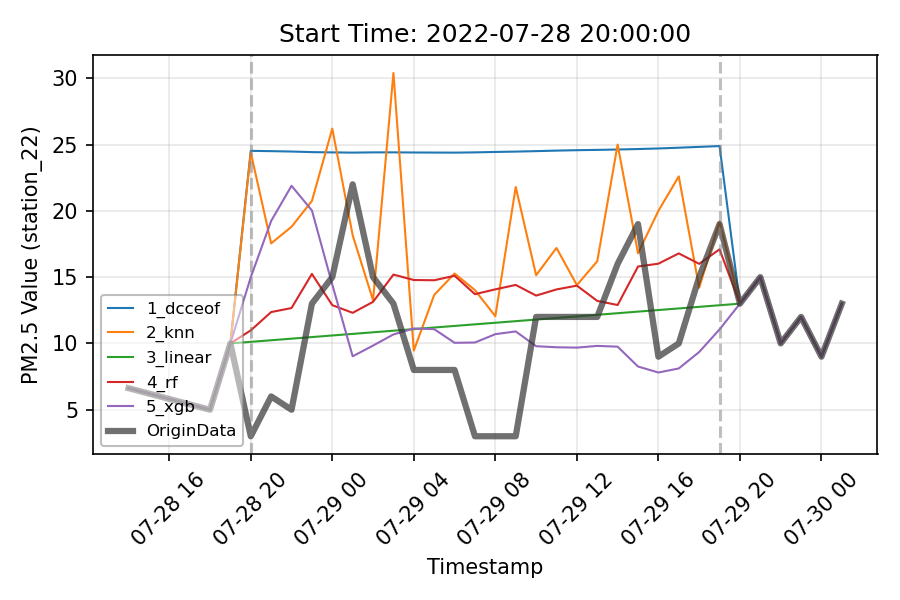 Start Time: 2022-07-28 20:00:00
PM2.5 Value (station_22)
30
25
20
15
10
5
1_dcceof
2_knn
3_linear
4_rf
5_xgb
OriginData
07-28 16
07-28 20
07-29 00
07-29 04
07-29 08
07-29 12
07-29 16
07-29 20
07-30 00
Timestamp